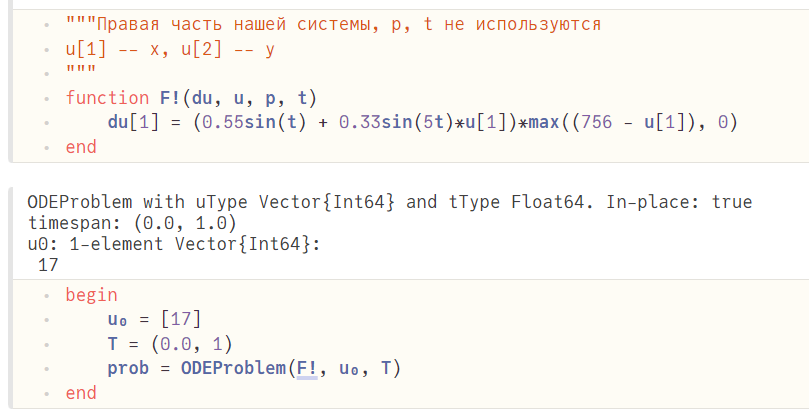 """Правая часть нашей системы, p, t не используются
u[1] -- x, u[2] -- y
"""
function F!(du, u, p, t)
du[1] = (0.55sin(t) + 0.33sin(5t)*u[1])*max((756 - u[1]), 0)
end
ODEProblem with uType Vector{Int64} and tType Float64. In-place: true
timespan: (0.0, 1.0)
u0: 1-element Vector{Int64}:
17
begin
u₀ = [17]
T = (0.0, 1)
prob = ODEProblem(F!, u₀, T)
end